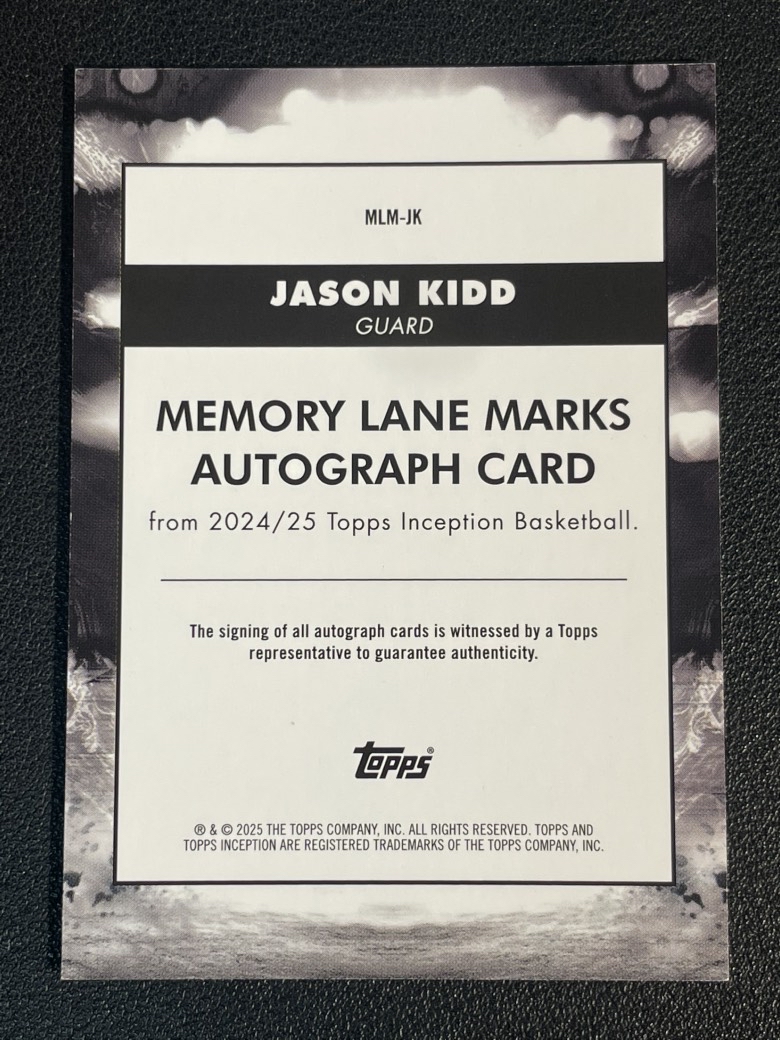 MLM-JK
JASON KIDD
GUARD
MEMORY LANE MARKS
AUTOGRAPH CARD
from 2024/25 Topps Inception Basketball.
The signing of all autograph cards is witnessed by a Topps
representative to guarantee authenticity.
topps®
® & © 2025 THE TOPPS COMPANY, INC. ALL RIGHTS RESERVED. TOPPS AND
TOPPS INCEPTION ARE REGISTERED TRADEMARKS OF THE TOPPS COMPANY, INC.